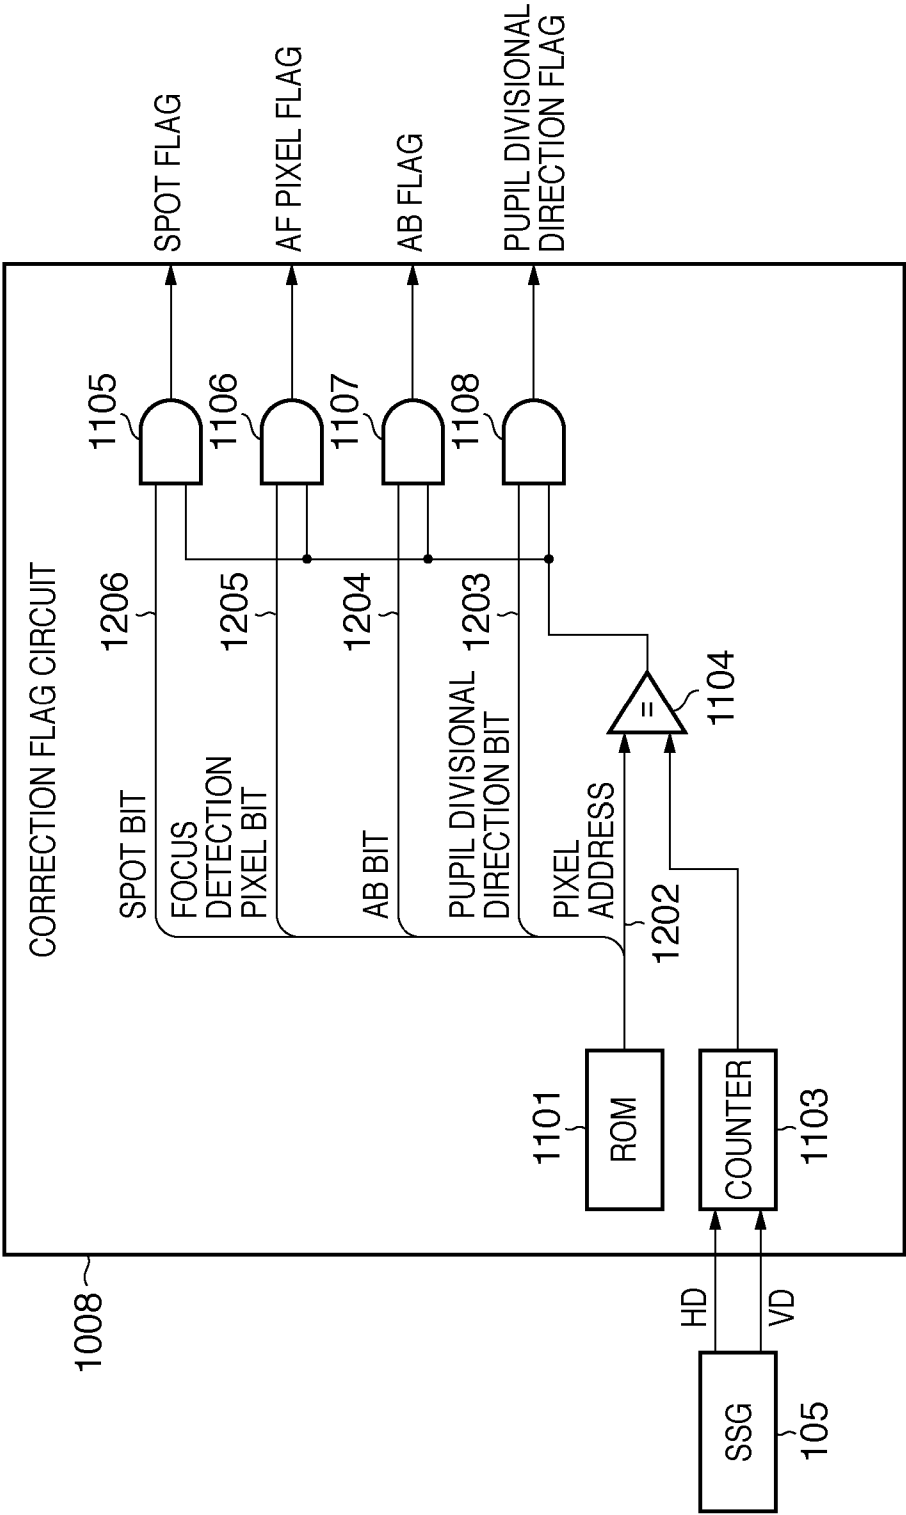 CORRECTION FLAG CIRCUIT
1008
SPOT BIT
1206
1105
SPOT FLAG
FOCUS
DETECTION
PIXEL BIT
1205
1106
AF PIXEL FLAG
AB BIT
1204
1107
AB FLAG
PUPIL DIVISIONAL
DIRECTION BIT
1203
1108
PUPIL DIVISIONAL
DIRECTION FLAG
PIXEL
ADDRESS
1202
1101
ROM
=
1104
HD
VD
COUNTER
1103
SSG
105